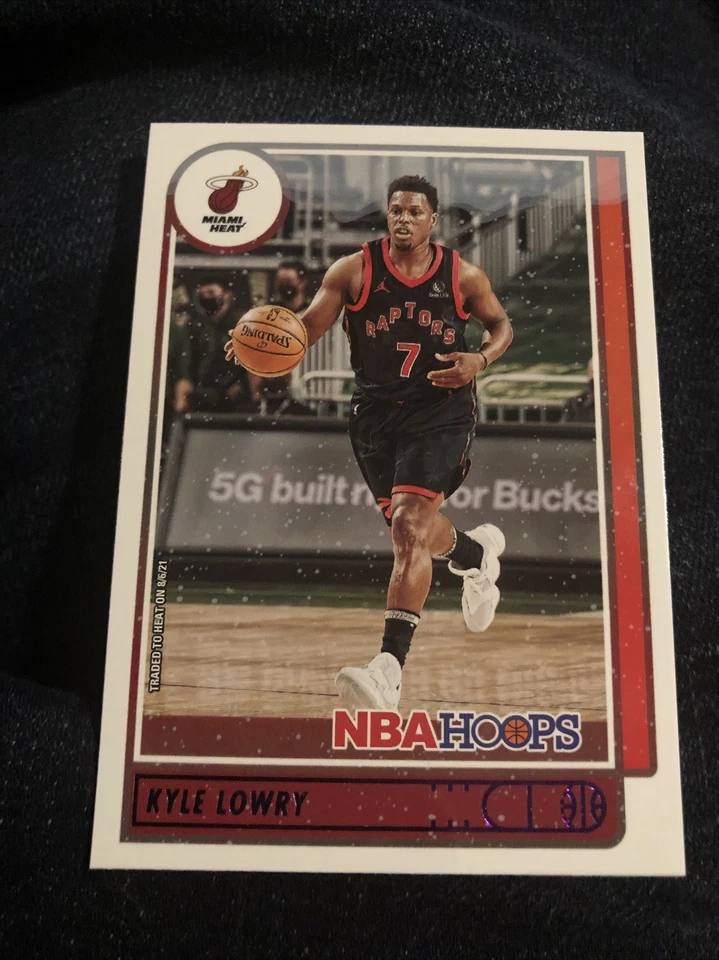 MIAMI
HEAT
RAPTORS
7
SPALDING
5G built
or Bucks
TRADED TO HEAT ON 8/6/21
NBA HOOPS
KYLE LOWRY